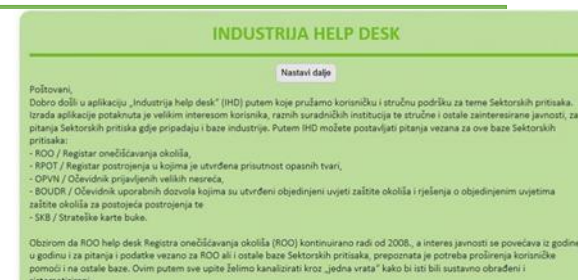 INDUSTRIJA HELP DESK
Nastavi dalje
Poštovani,
Dobro došli u aplikaciju „Industrija help desk" (IHD) putem koje pružamo korisničku i stručnu podršku za teme Sektorskih pritisaka.
Izrada aplikacije potaknuta je velikim interesom korisnika, raznih suradničkih institucija te stručne i ostale zainteresirane javnosti, za
pitanja Sektorskih pritiska gdje pripadaju i baze industrije. Putem IHD možete postavljati pitanja vezana za ove baze Sektorskih
pritisaka:
- ROO / Registar onečišćavanja okoliša,
- RPOT / Registar postrojenja u kojima je utvrđena prisutnost opasnih tvari,
- OPVN / Očevidnik prijavljenih velikih nesreća,
- BOUDR / Očevidnik uporabnih dozvola kojima su utvrđeni objedinjeni uvjeti zaštite okoliša i rješenja o objedinjenim uvjetima
zaštite okoliša za postojeća postrojenja te
- SKB / Strateške karte buke.
Obzirom da ROO help desk Registra onečišćavanja okoliša (ROO) kontinuirano radi od 2008., a interes javnosti se povećava iz godine
u godinu i za pitanja i podatke vezano za ROO ali i ostale baze Sektorskih pritisaka, prepoznata je potreba proširenja korisničke
pomoći i na ostale baze. Ovim putem sve upite želimo kanalizirati kroz „jedna vrata" kako bi isti bili sustavno obrađeni i